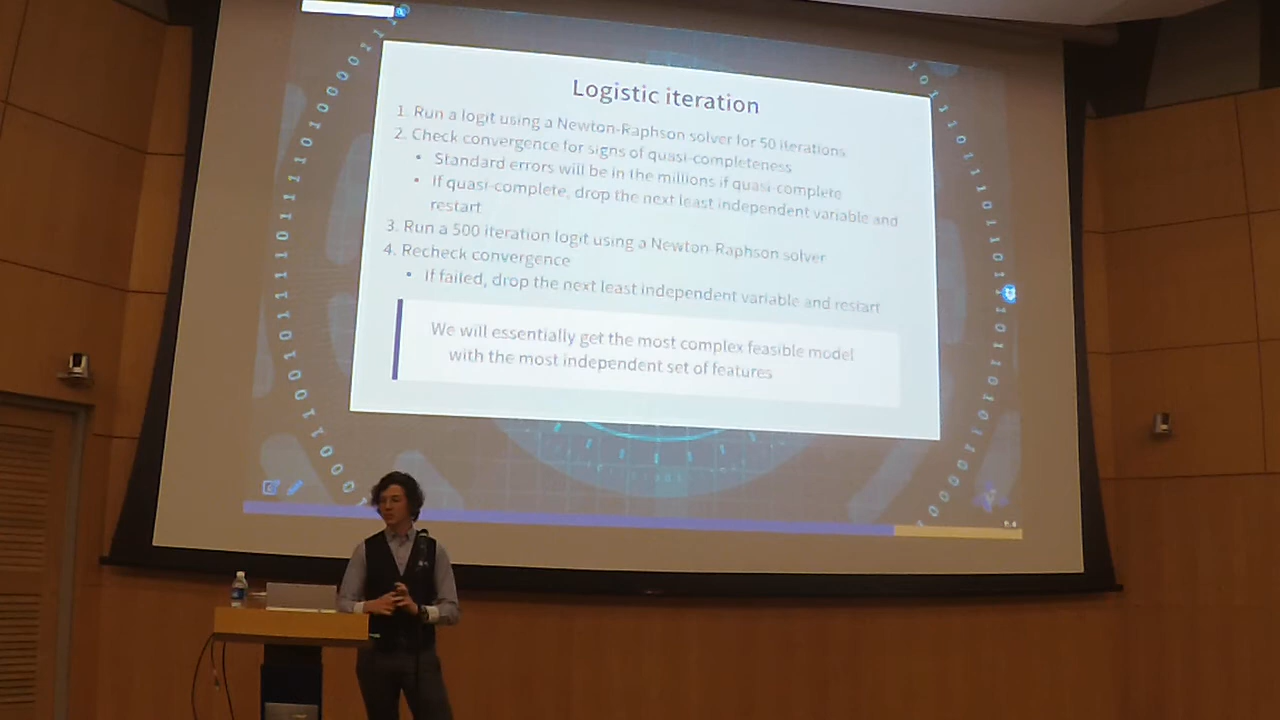 Logistic iteration
1. Run a logit using a Newton-Raphson solver for 50 iterations
2. Check convergence for signs of quasi-completeness
• Standard errors will be in the millions if quasi-complete
• If quasi-complete, drop the next least independent variable and
restart
3. Run a 500 iteration logit using a Newton-Raphson solver
4. Recheck convergence
• If failed, drop the next least independent variable and restart
We will essentially get the most complex feasible model
with the most independent set of features